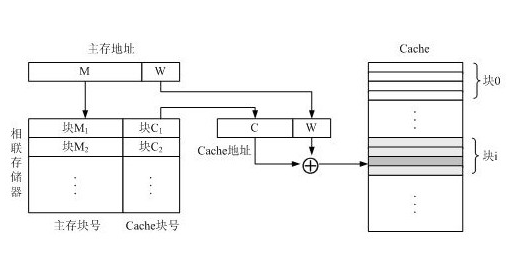 主存地址
M W
Cache
块0
相联存储器
块M1 块C1
块M2 块C2
C W
Cache地址
块i
主存块号 Cache块号